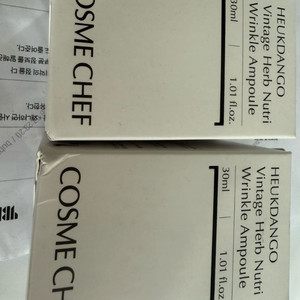 HEUKDANGO
Vintage Herb Nutri
Wrinkle Ampoule
30ml | 1.01 fl.oz.
COSME CHEF
HEUKDANGO
Vintage Herb Nutri
Wrinkle Ampoule
30ml | 1.01 fl.oz.
COSME CHE